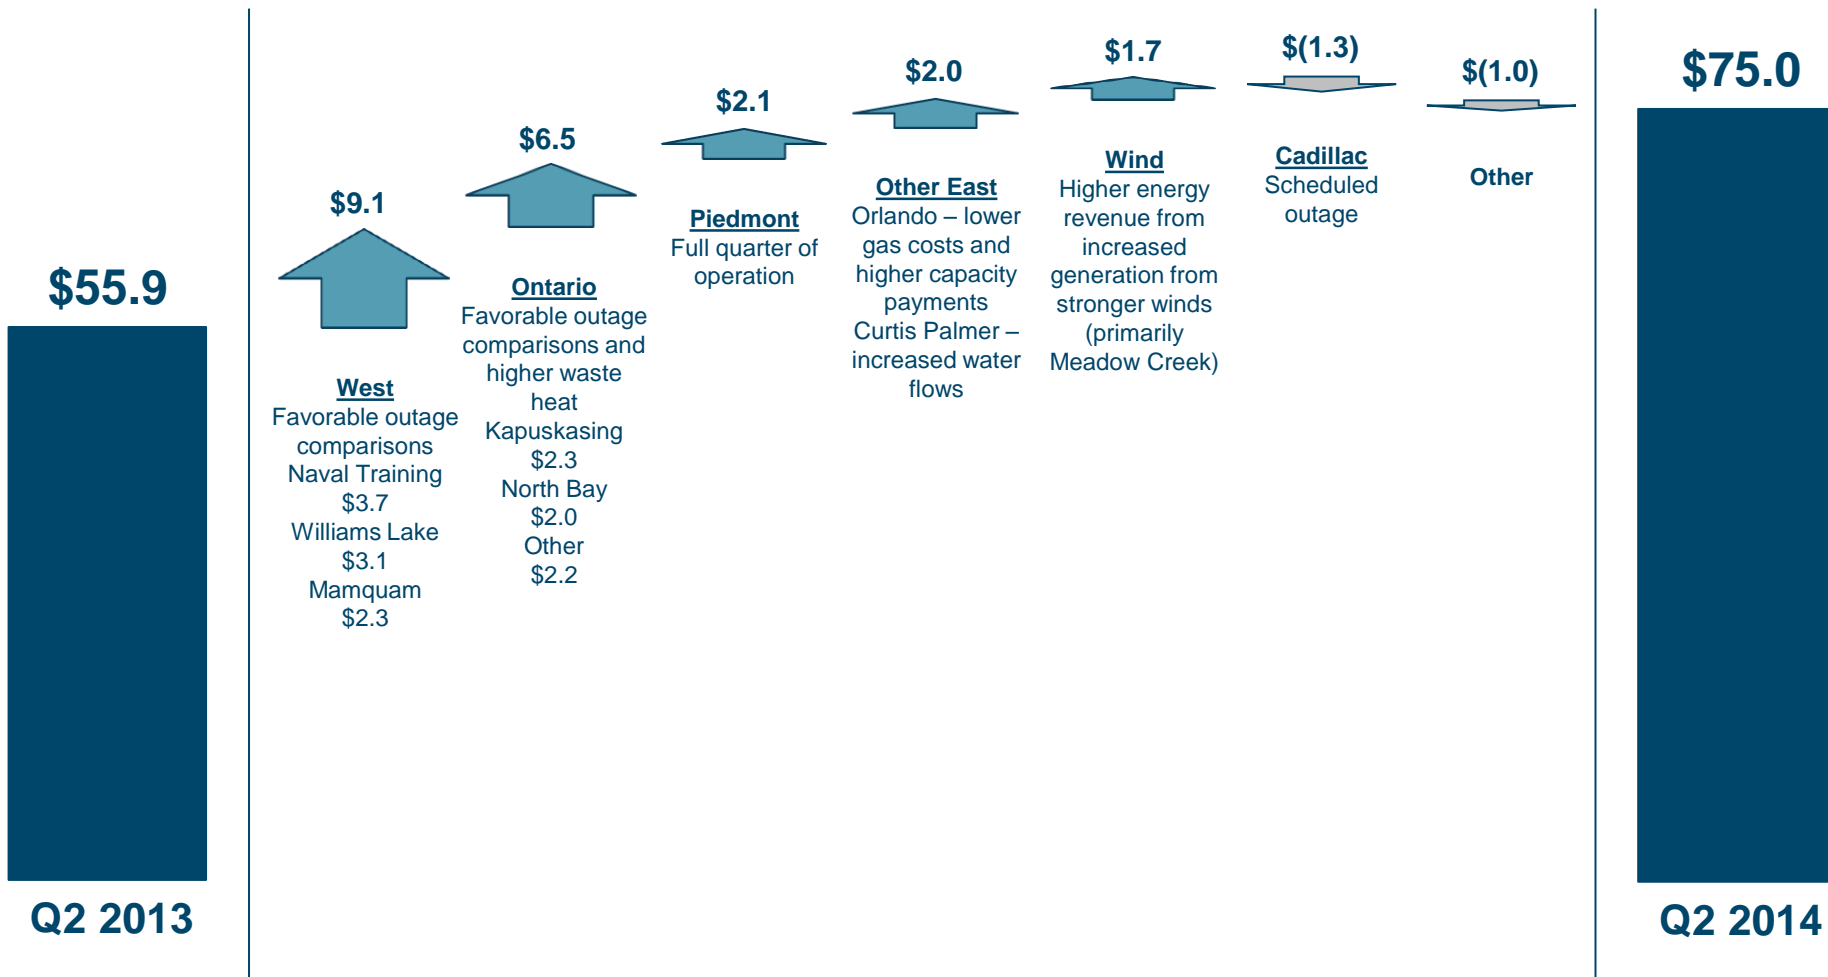 $55.9
Q2 2013
$9.1
West
Favorable outage
comparisons
Naval Training
$3.7
Williams Lake
$3.1
Mamquam
$2.3
$6.5
Ontario
Favorable outage
comparisons and
higher waste
heat
Kapuskasing
$2.3
North Bay
$2.0
Other
$2.2
$2.1
Piedmont
Full quarter of
operation
$2.0
Other East
Orlando – lower
gas costs and
higher capacity
payments
Curtis Palmer –
increased water
flows
$1.7
Wind
Higher energy
revenue from
increased
generation from
stronger winds
(primarily
Meadow Creek)
$(1.3)
Cadillac
Scheduled
outage
$(1.0)
Other
$75.0
Q2 2014